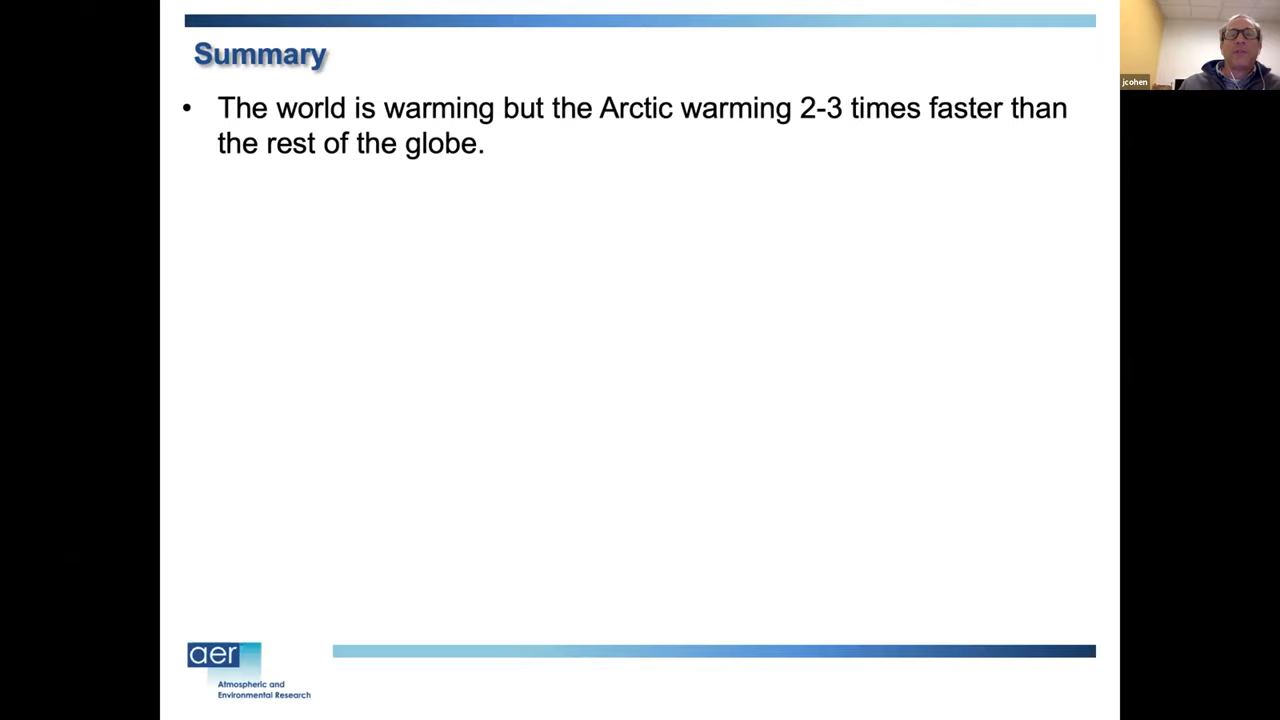 Summary
jcohen
• The world is warming but the Arctic warming 2-3 times faster than
the rest of the globe.
aer
Atmospheric and
Environmental Research